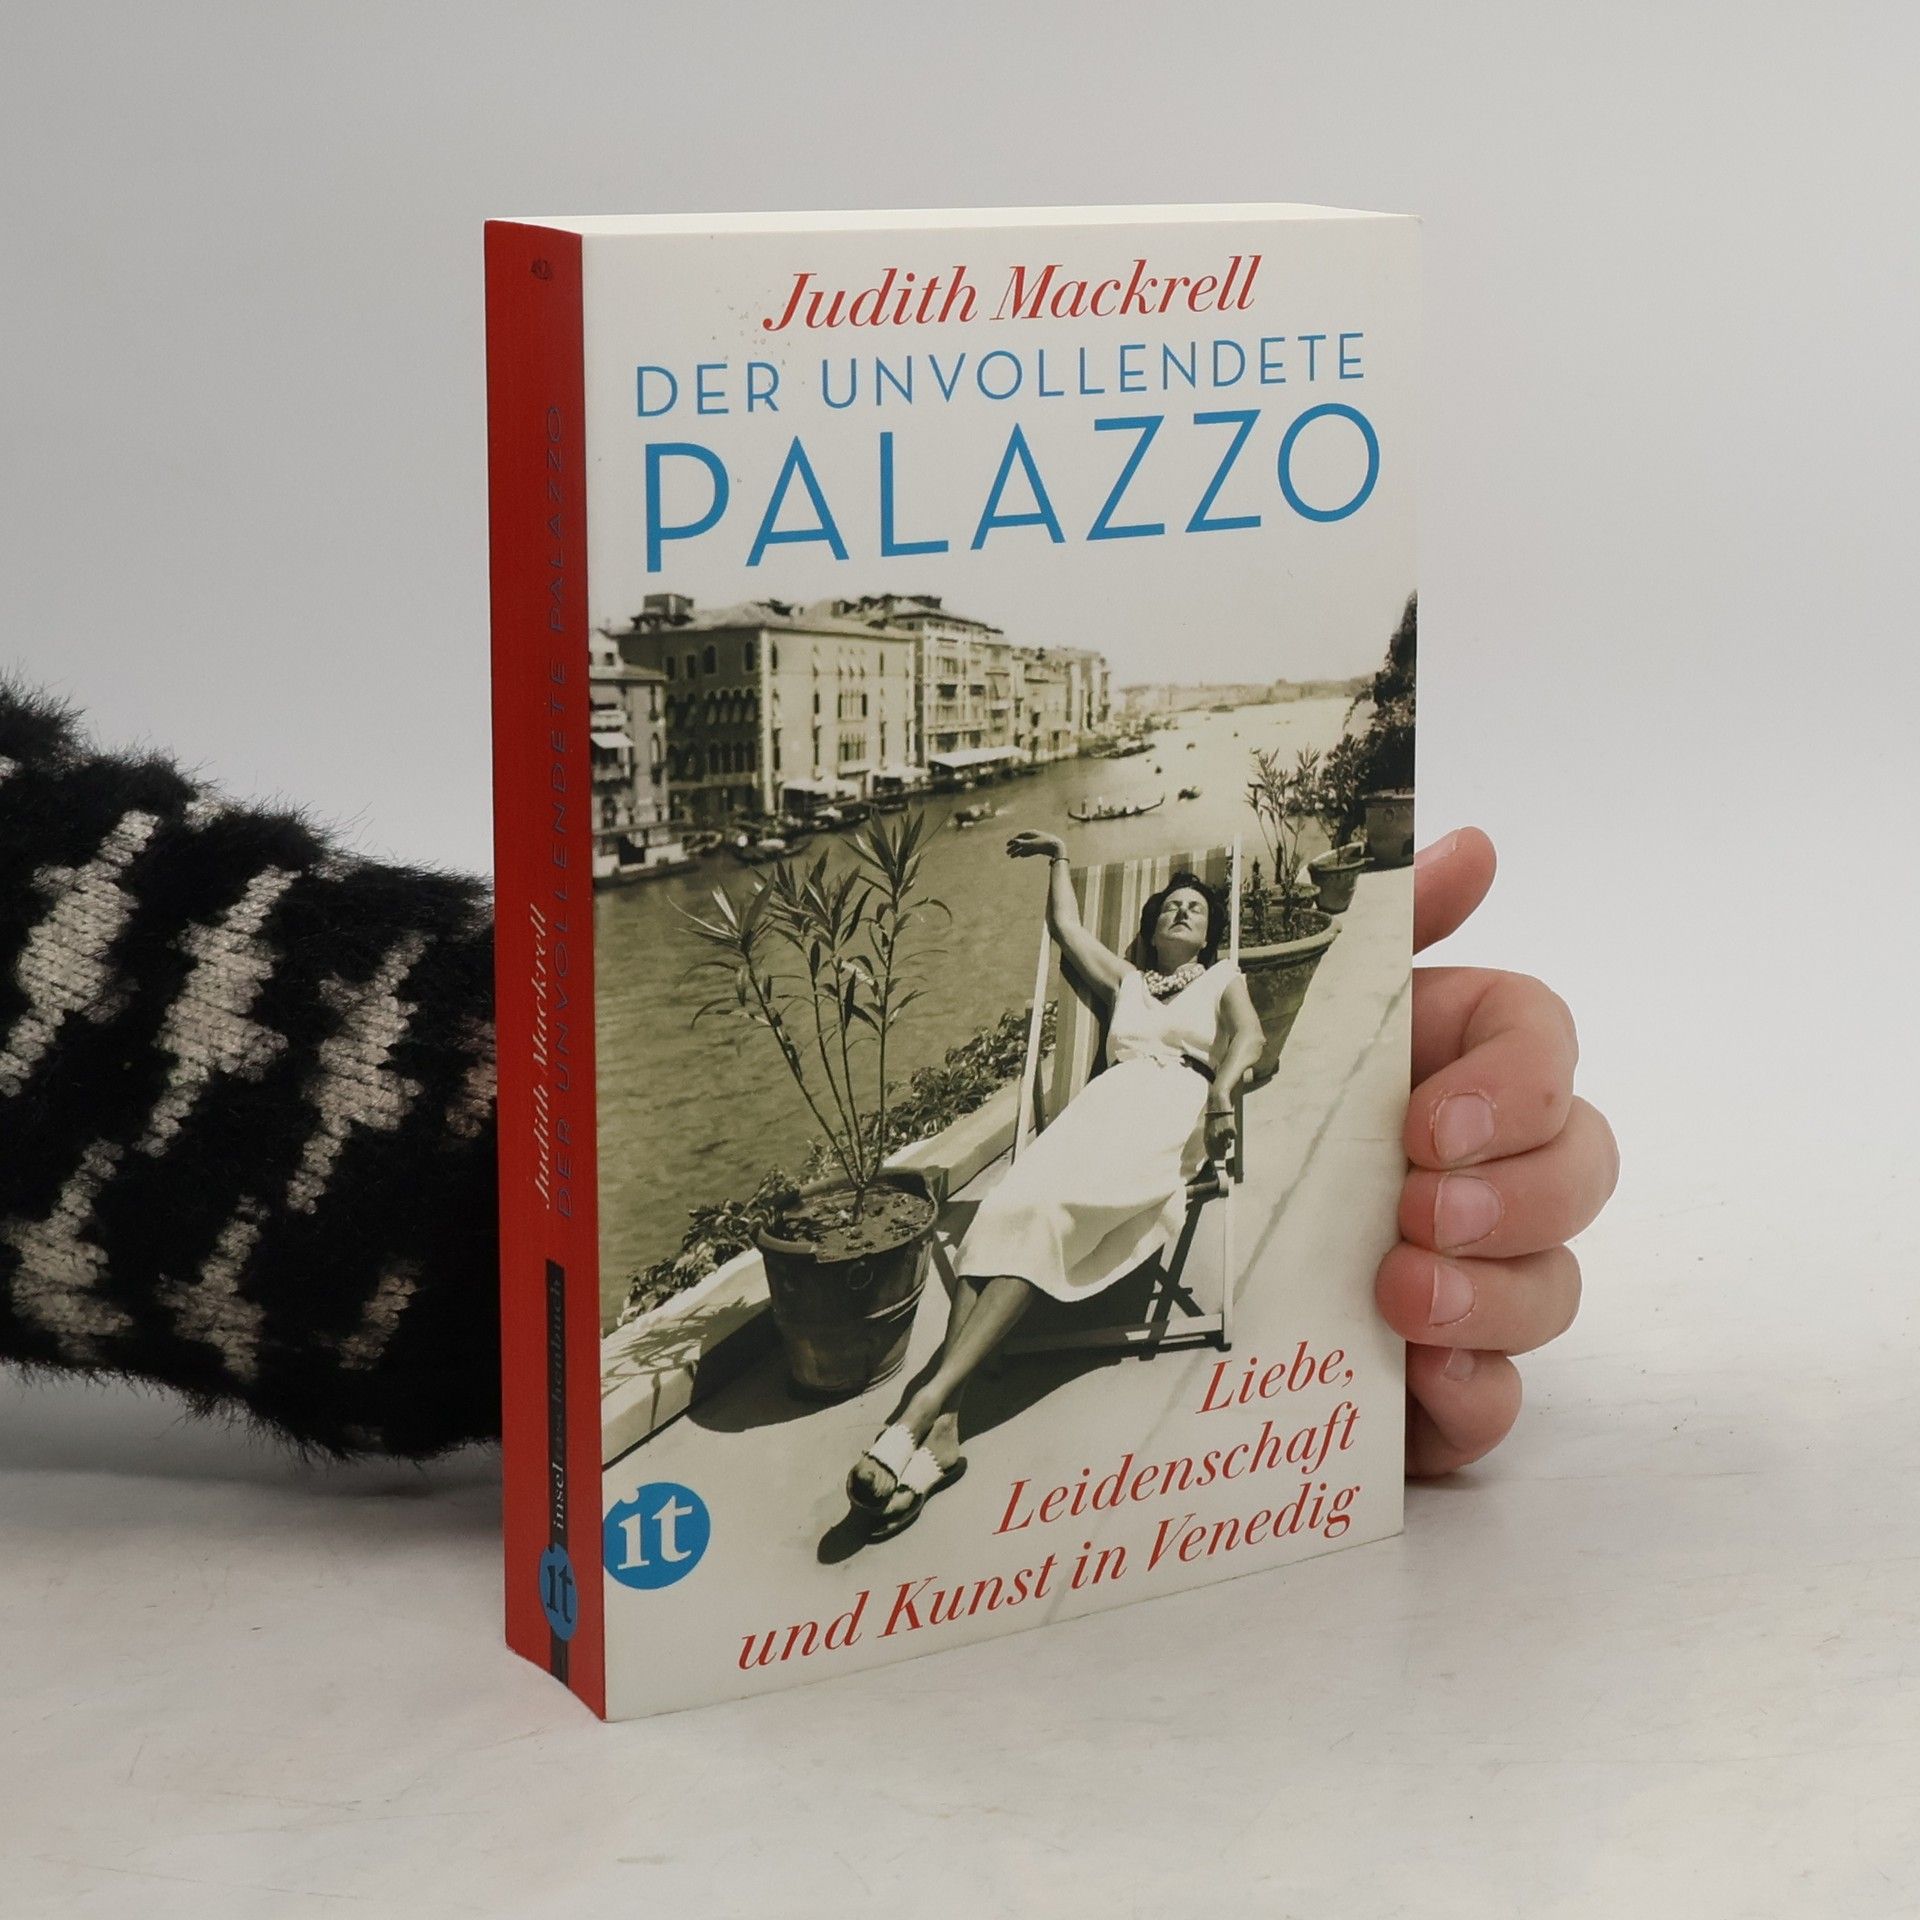 Judith Mackrell
DER UNVOLLENDETE
PALAZZO
Liebe,
Leidenschaft
und Kunst in Venedig
it
Judith Mackrell
DER UNVOLLENDETE PALAZZO
insel taschenbuch
it